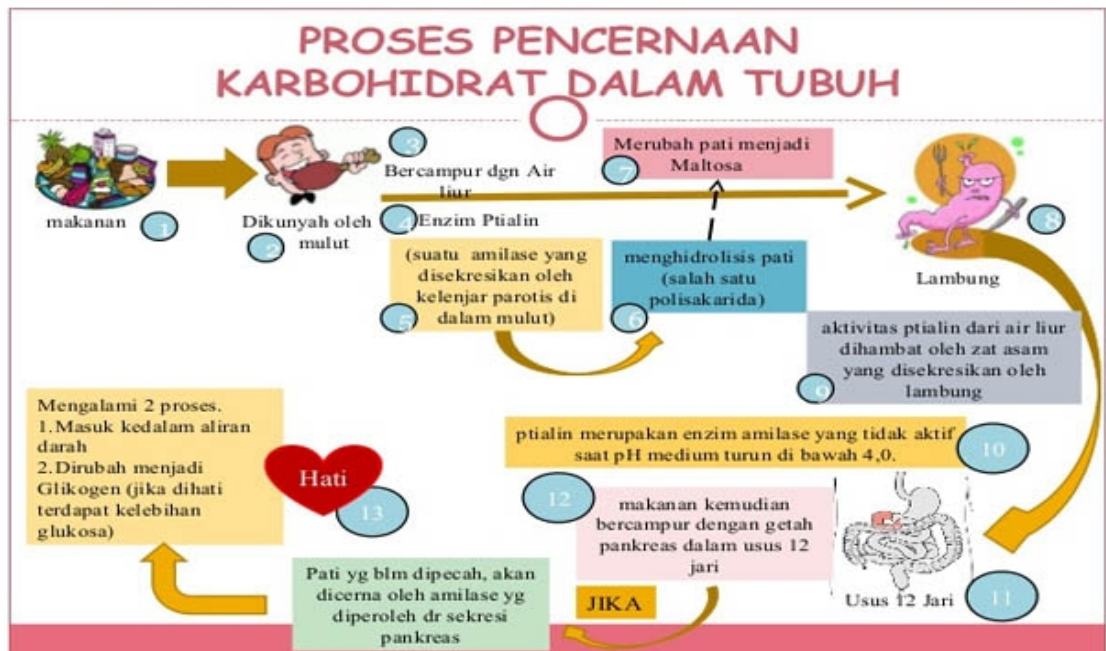 PROSES PENCERNAAN
KARBOHIDRAT DALAM TUBUH
makanan
1
Dikunyah oleh
mulut
2
3
Bercampur dgn Air
liur
4
Enzim Ptialin
(suatu amilase yang
disekresikan oleh
kelenjar parotis di
dalam mulut)
5
menghidrolisis pati
(salah satu
polisakarida)
6
Merubah pati menjadi
Maltosa
7
8
Lambung
aktivitas ptialin dari air liur
dihambat oleh zat asam
yang disekresikan oleh
lambung
9
ptialin merupakan enzim amilase yang tidak aktif
saat pH medium turun di bawah 4,0.
10
Usus 12 Jari
11
12
makanan kemudian
bercampur dengan getah
pankreas dalam usus 12
jari
JIKA
Pati yg blm dipecah, akan
dicerna oleh amilase yg
diperoleh dr sekresi
pankreas
Hati
13
Mengalami 2 proses.
1.Masuk kedalam aliran
darah
2.Dirubah menjadi
Glikogen (jika dihati
terdapat kelebihan
glukosa)